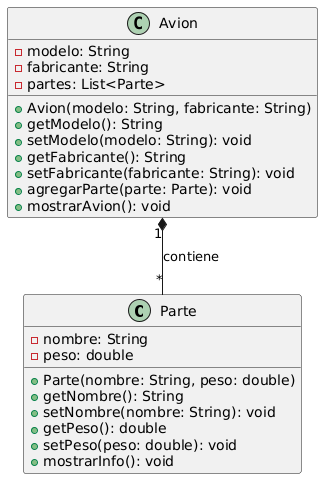 C Avion
modelo: String
fabricante: String
partes: List<Parte>
Avion(modelo: String, fabricante: String)
getModelo(): String
setModelo(modelo: String): void
getFabricante(): String
setFabricante(fabricante: String): void
agregarParte(parte: Parte): void
mostrarAvion(): void
1
contiene
*
C Parte
nombre: String
peso: double
Parte(nombre: String, peso: double)
getNombre(): String
setNombre(nombre: String): void
getPeso(): double
setPeso(peso: double): void
mostrarInfo(): void